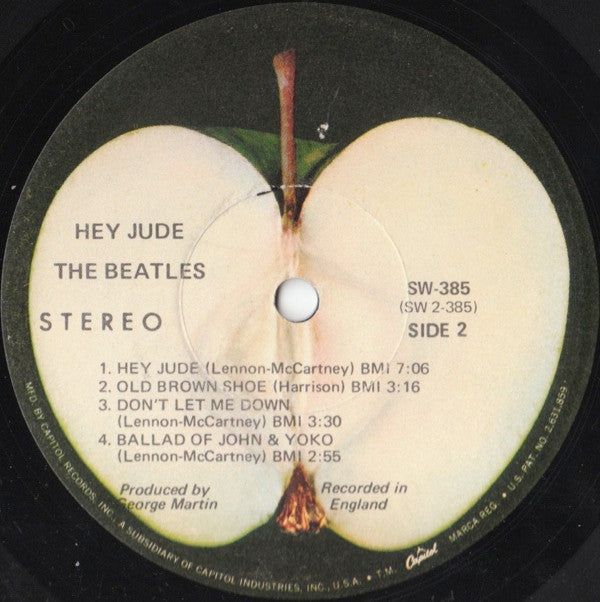 HEY JUDE
THE BEATLES
STEREO
SW-385
(SW 2-385)
SIDE 2
1. HEY JUDE (Lennon-McCartney) BMI 7:06
2. OLD BROWN SHOE (Harrison) BMI 3:16
3. DON'T LET ME DOWN
(Lennon-McCartney) BMI 3:30
4. BALLAD OF JOHN & YOKO
(Lennon-McCartney) BMI 2:55
Produced by
George Martin
Recorded in
England
MFD. BY CAPITOL RECORDS, INC., A SUBSIDIARY OF CAPITOL INDUSTRIES, INC., U.S.A. • T.M. Capitol MARCA REG. • U.S. PAT. NO. 2,631,859